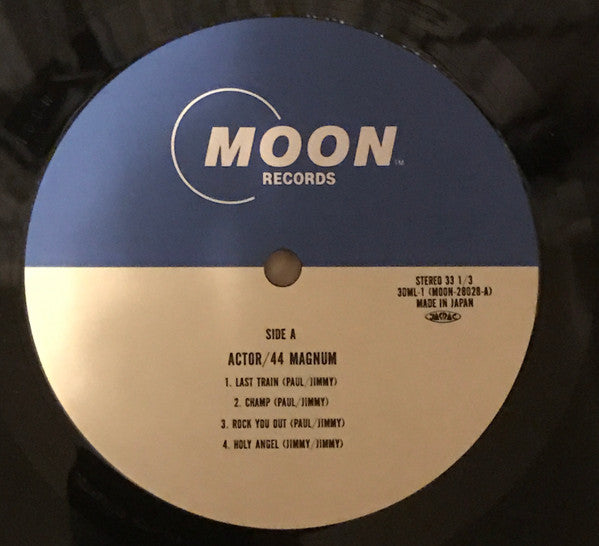 MOON™
RECORDS
STEREO 33 1/3
30ML-1 (MOON-28028-A)
MADE IN JAPAN
SIDE A
ACTOR/44 MAGNUM
1. LAST TRAIN (PAUL/JIMMY)
2. CHAMP (PAUL/JIMMY)
3. ROCK YOU OUT (PAUL/JIMMY)
4. HOLY ANGEL (JIMMY/JIMMY)